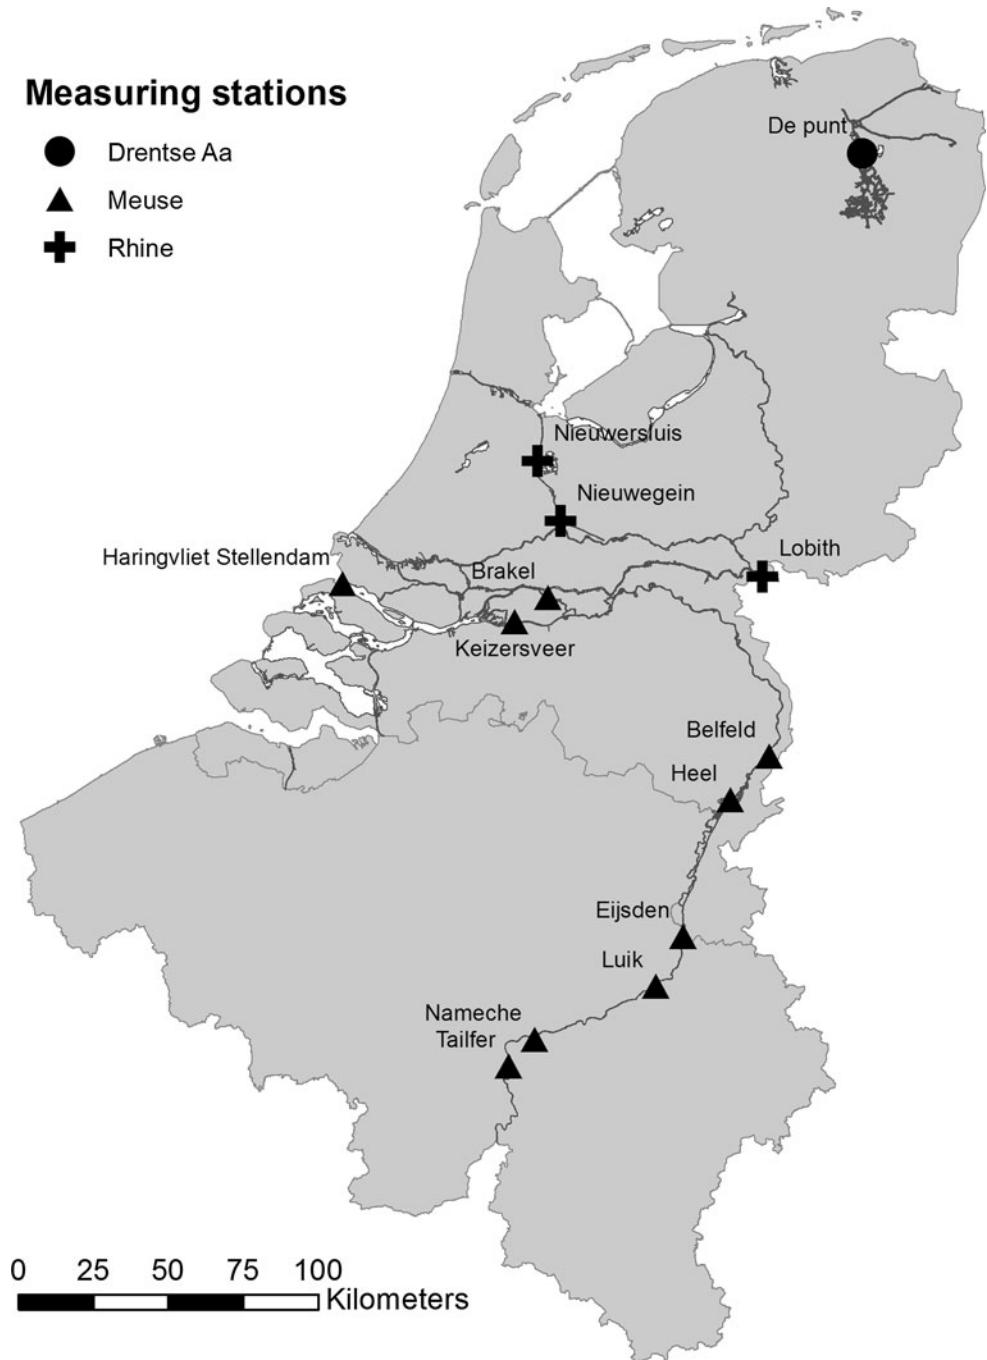 Measuring stations
Drentse Aa
Meuse
Rhine
De punt
Nieuwersluis
Nieuwegein
Lobith
Haringvliet Stellendam
Brakel
Keizersveer
Belfeld
Heel
Eijsden
Luik
Nameche
Tailfer
0 25 50 75 100
Kilometers